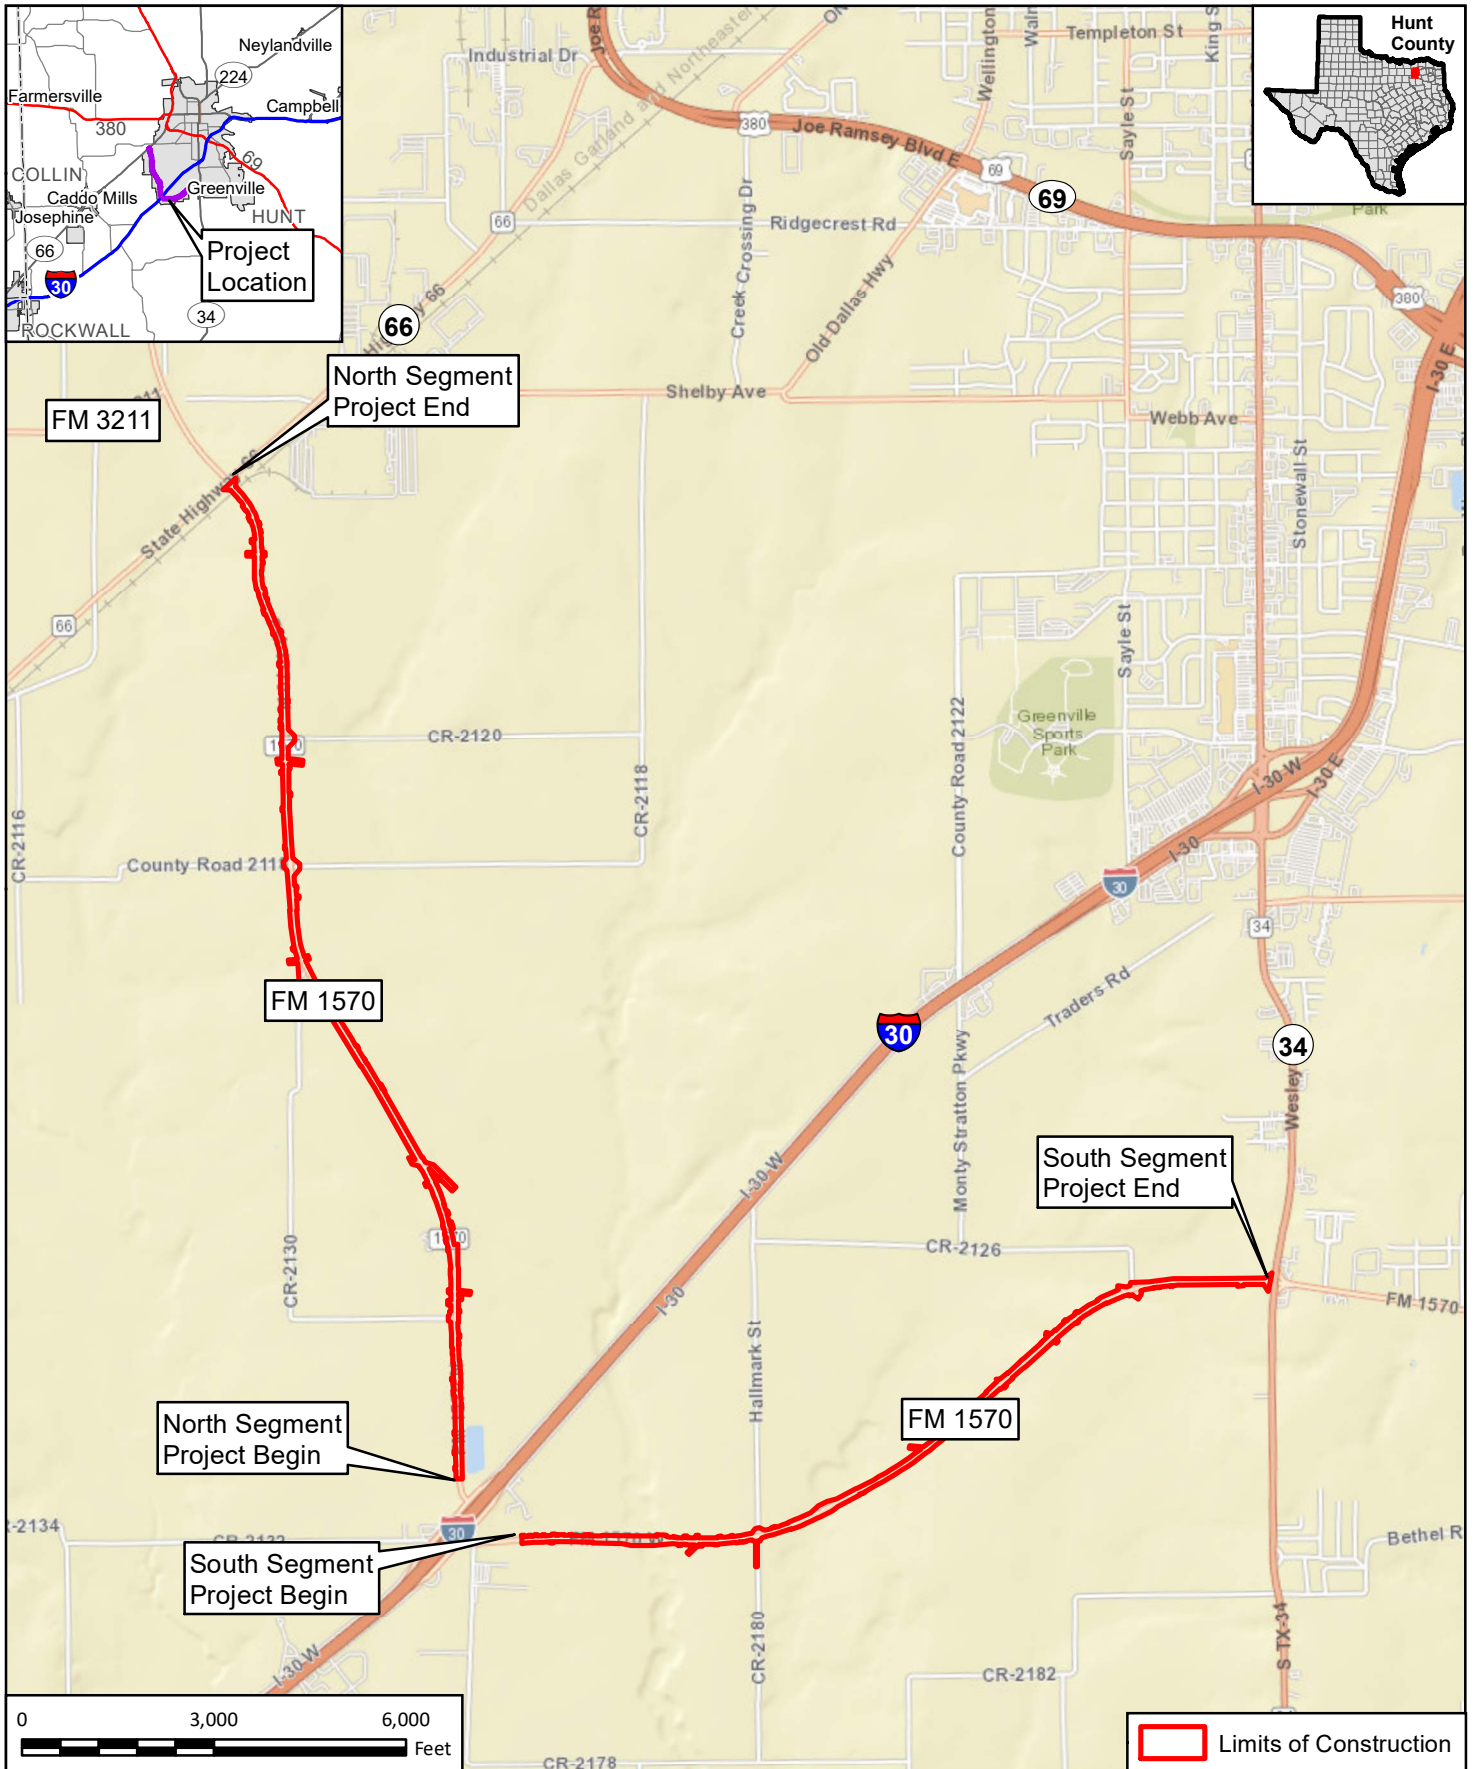 Neylandville
224
Farmersville
Campbell
380
69
COLLIN
Caddo Mills
Greenville
Josephine
HUNT
66
Project
Location
30
34
ROCKWALL
Hunt
County
Industrial Dr
Joe R
Dallas Garland and Northeastern
ON
Wellington
Waln
Templeton St
King S
380
Joe Ramsey Blvd E
Sayle St
69
69
Park
66
Ridgecrest Rd
Creek Crossing Dr
Old Dallas Hwy
380
66
I-30 E
North Segment
Project End
Shelby Ave
FM 3211
Webb Ave
Stonewall St
State Highway 66
66
Sayle St
Greenville
Sports
Park
County Road 2122
CR-2120
CR-2118
I-30 W
I-30 E
CR-2116
County Road 211
I-30
30
34
FM 1570
Traders Rd
30
34
Monty Stratton Pkwy
Wesley
South Segment
Project End
I-30 W
CR-2130
CR-2126
I-30
FM 1570
Hallmark St
North Segment
Project Begin
FM 1570
30
R-2134
CR-2132
Bethel R
South Segment
Project Begin
CR-2180
S TX-34
I-30 W
CR-2182
0
3,000
6,000
Feet
CR-2178
Limits of Construction